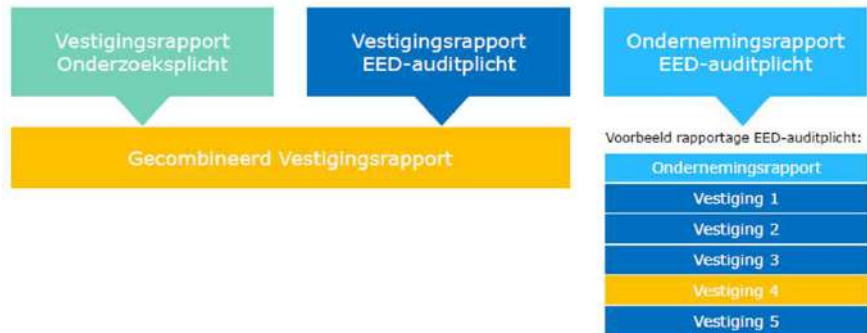 Vestigingsrapport
Onderzoeksplicht
Vestigingsrapport
EED-auditplicht
Ondernemingsrapport
EED-auditplicht
Gecombineerd Vestigingsrapport
Voorbeeld rapportage EED-auditplicht:
Ondernemingsrapport
Vestiging 1
Vestiging 2
Vestiging 3
Vestiging 4
Vestiging 5